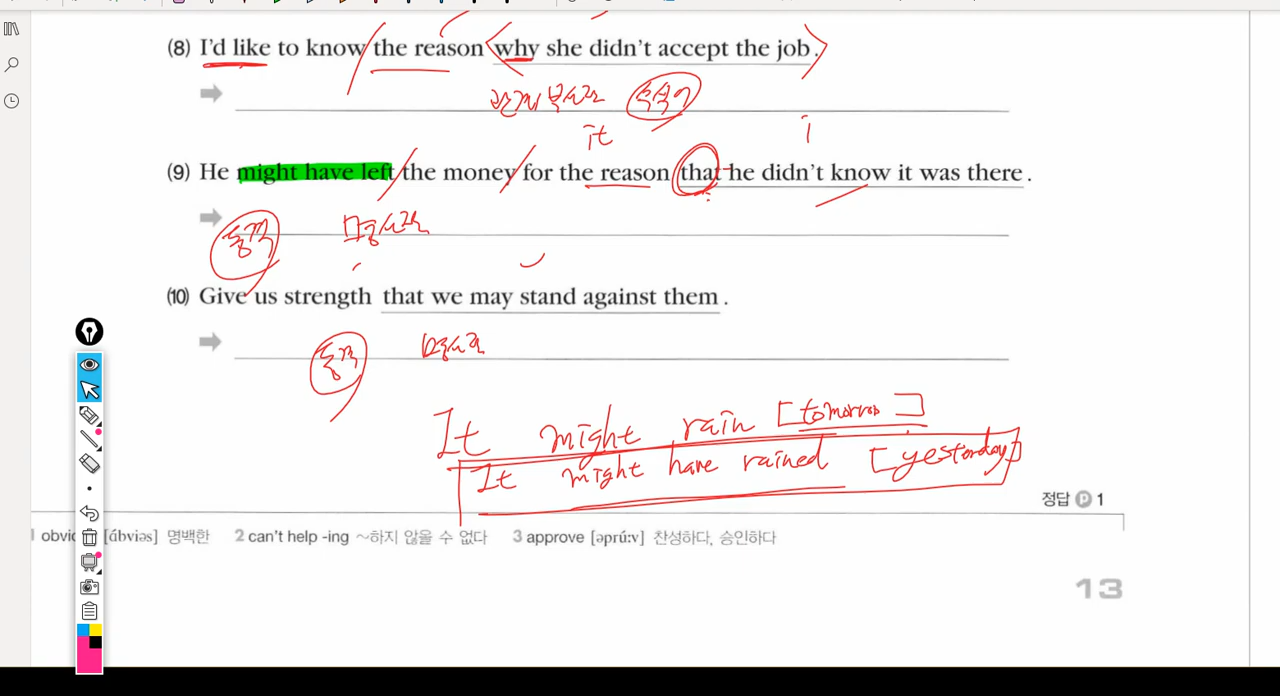 (8) I'd like to know the reason why she didn't accept the job.
관계부사절 수식어
it
(9) He might have left the money for the reason that he didn't know it was there.
동격 명사절
(10) Give us strength that we may stand against them.
동격 명사절
It might rain [tomorrow]
It might have rained [yesterday]
정답 P 1
[ábviəs] 명백한 2 can't help -ing ~하지 않을 수 없다 3 approve [əprúːv] 찬성하다, 승인하다
13